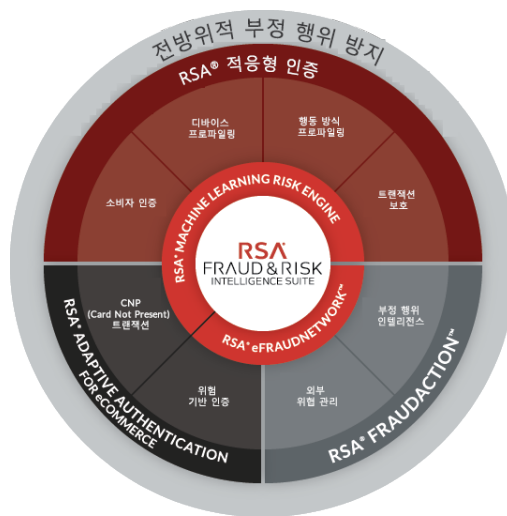 전방위적 부정 행위 방지
RSA® 적응형 인증
디바이스
프로파일링
행동 방식
프로파일링
소비자 인증
트랜잭션
보호
RSA® MACHINE LEARNING RISK ENGINE
RSA®
FRAUD & RISK
INTELLIGENCE SUITE
RSA® eFRAUDNETWORK™
CNP
(Card Not Present)
트랜잭션
위험
기반 인증
RSA® ADAPTIVE AUTHENTICATION
FOR eCOMMERCE
부정 행위
인텔리전스
외부
위협 관리
RSA® FRAUDACTION™